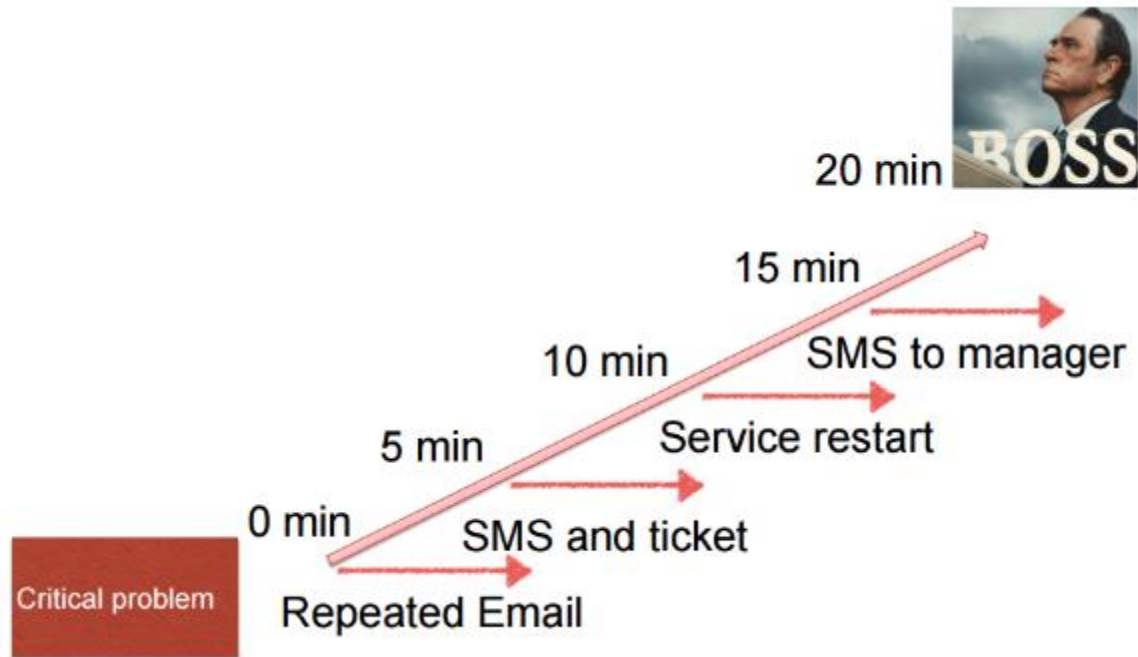 BOSS
20 min
15 min
SMS to manager
10 min
Service restart
5 min
SMS and ticket
0 min
Critical problem
Repeated Email